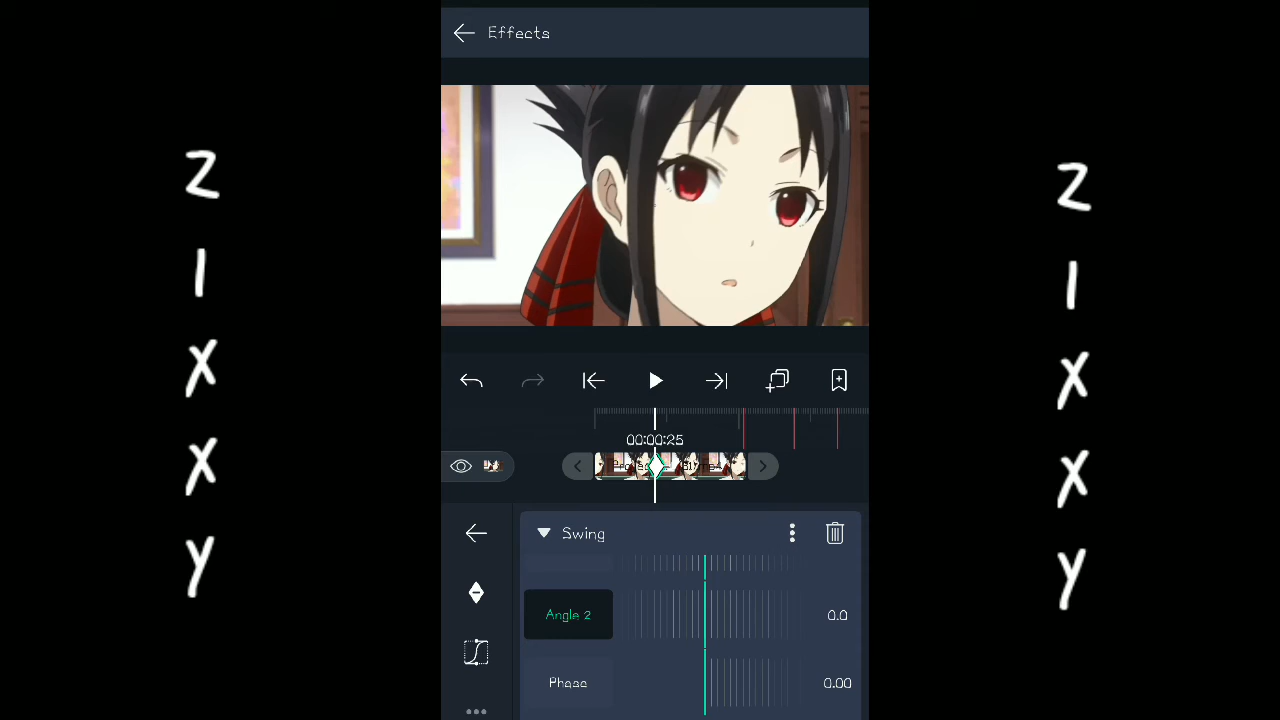 Effects
z
i
x
x
y
z
i
x
x
y
00:00:25
Swing
Angle 2
0.0
Phase
0.00